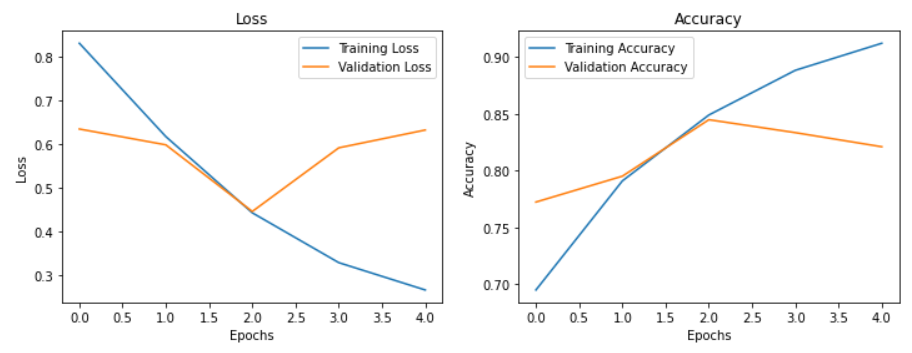 Loss
Training Loss
Validation Loss
0.8
0.7
0.6
0.5
0.4
0.3
Loss
0.0 0.5 1.0 1.5 2.0 2.5 3.0 3.5 4.0
Epochs
Accuracy
Training Accuracy
Validation Accuracy
0.90
0.85
0.80
0.75
0.70
Accuracy
0.0 0.5 1.0 1.5 2.0 2.5 3.0 3.5 4.0
Epochs